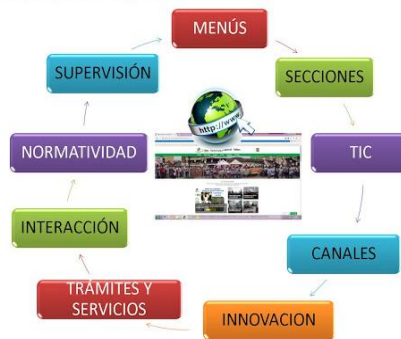 MENÚS
SECCIONES
TIC
CANALES
INNOVACION
TRÁMITES Y
SERVICIOS
INTERACCIÓN
NORMATIVIDAD
SUPERVISIÓN
http://www